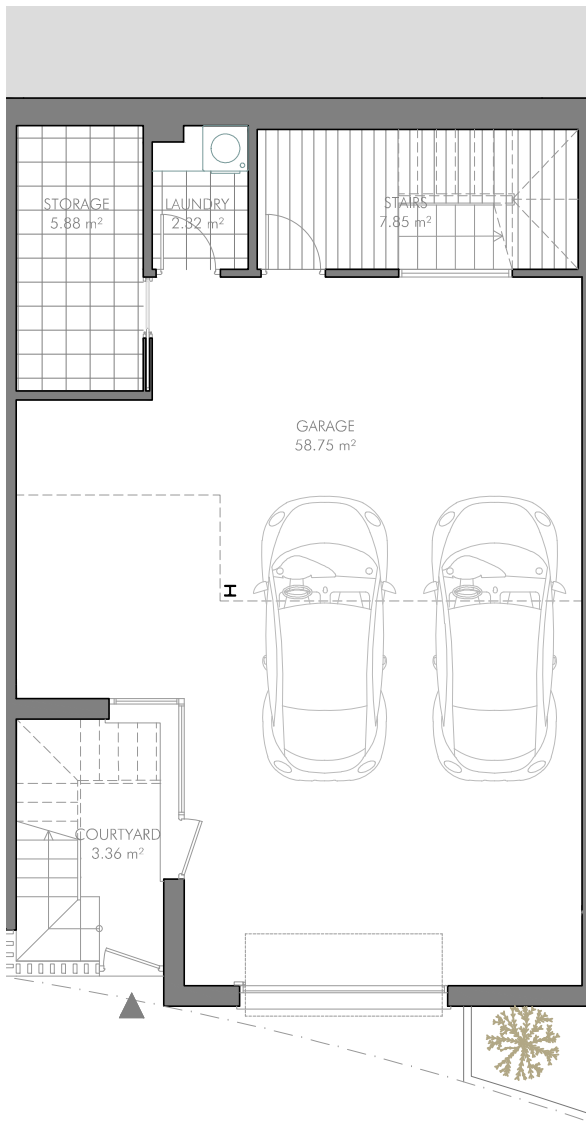 STORAGE
5.88 m²
LAUNDRY
2.32 m²
STAIRS
7.85 m²
GARAGE
58.75 m²
COURTYARD
3.36 m²